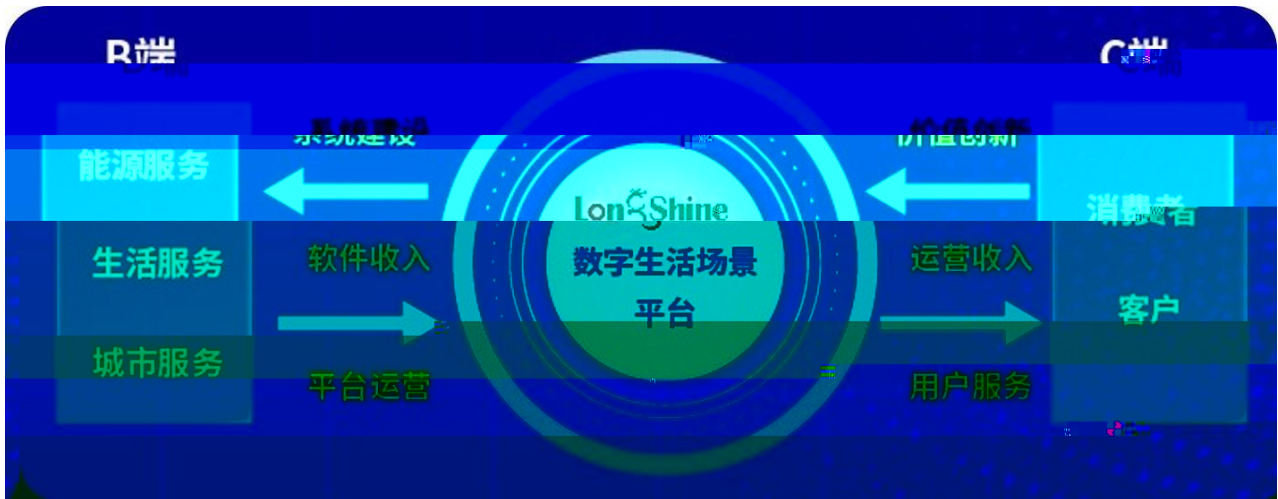 B端
C端
系统建设
价值创新
能源服务
LongShine
消费者
生活服务
软件收入
数字生活场景
运营收入
平台
客户
城市服务
平台运营
用户服务